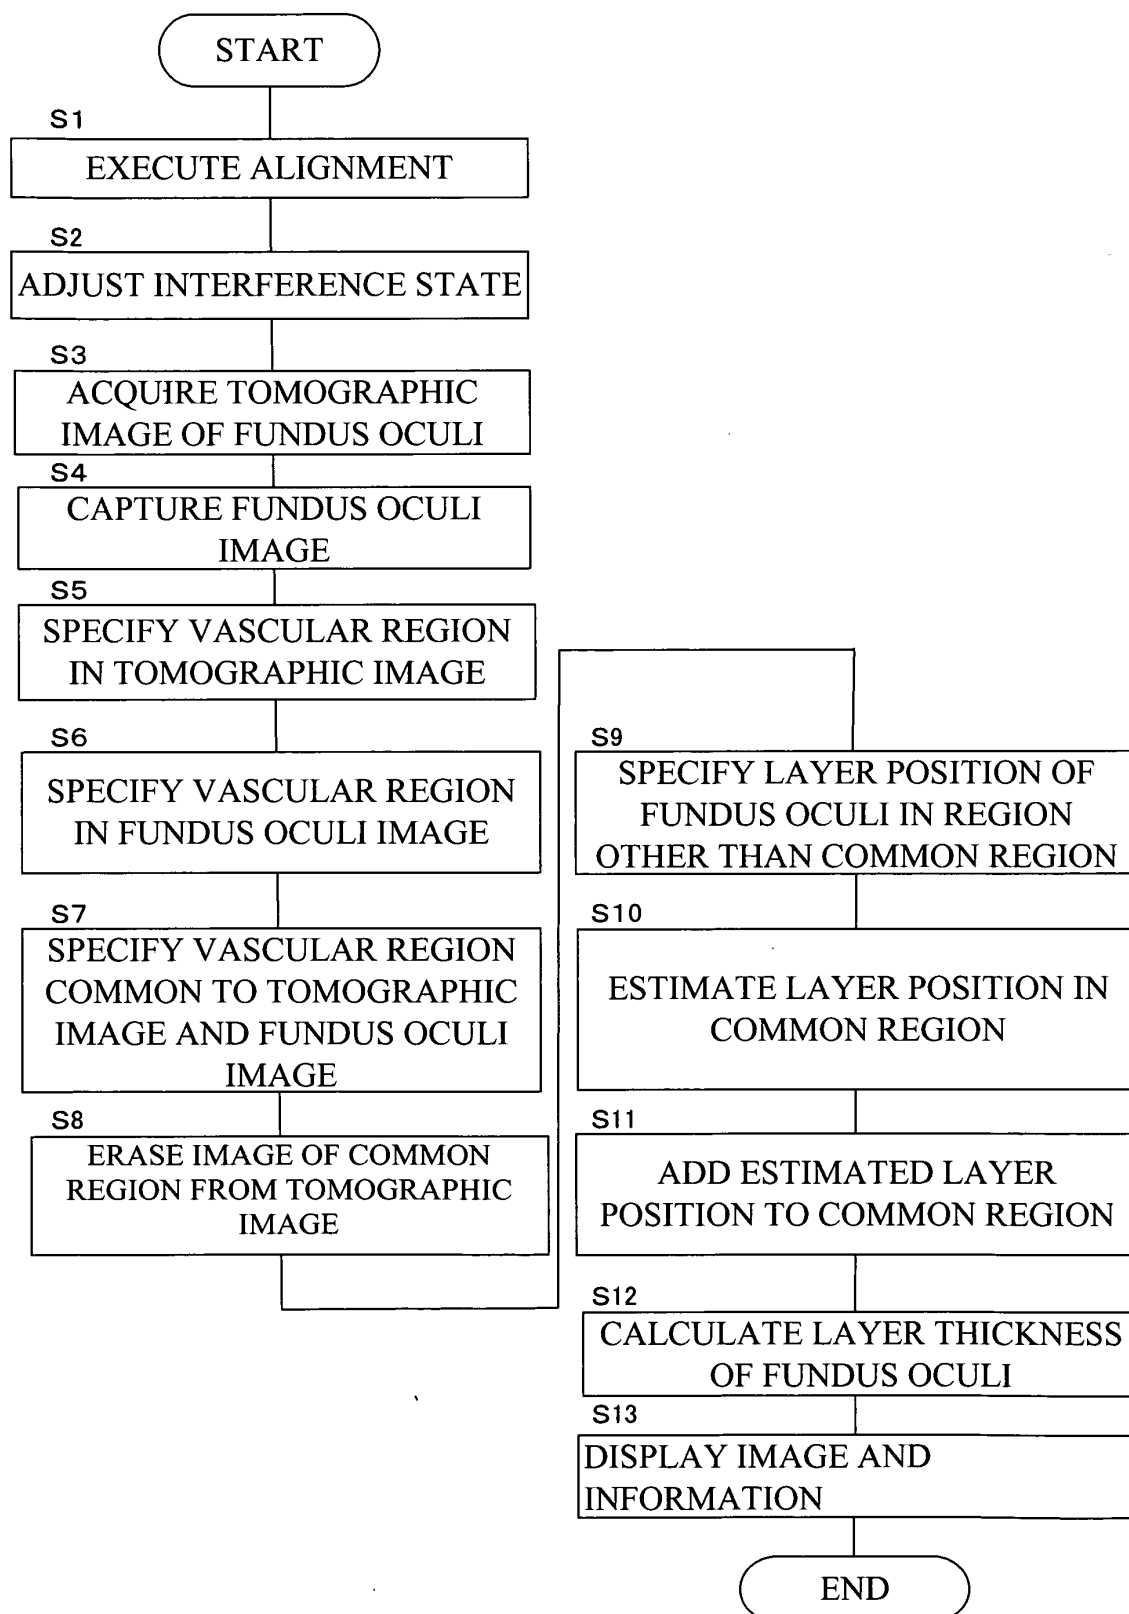 START
S1
EXECUTE ALIGNMENT
S2
ADJUST INTERFERENCE STATE
S3
ACQUIRE TOMOGRAPHIC
IMAGE OF FUNDUS OCULI
S4
CAPTURE FUNDUS OCULI
IMAGE
S5
SPECIFY VASCULAR REGION
IN TOMOGRAPHIC IMAGE
S6
SPECIFY VASCULAR REGION
IN FUNDUS OCULI IMAGE
S7
SPECIFY VASCULAR REGION
COMMON TO TOMOGRAPHIC
IMAGE AND FUNDUS OCULI
IMAGE
S8
ERASE IMAGE OF COMMON
REGION FROM TOMOGRAPHIC
IMAGE
S9
SPECIFY LAYER POSITION OF
FUNDUS OCULI IN REGION
OTHER THAN COMMON REGION
S10
ESTIMATE LAYER POSITION IN
COMMON REGION
S11
ADD ESTIMATED LAYER
POSITION TO COMMON REGION
S12
CALCULATE LAYER THICKNESS
OF FUNDUS OCULI
S13
DISPLAY IMAGE AND
INFORMATION
END